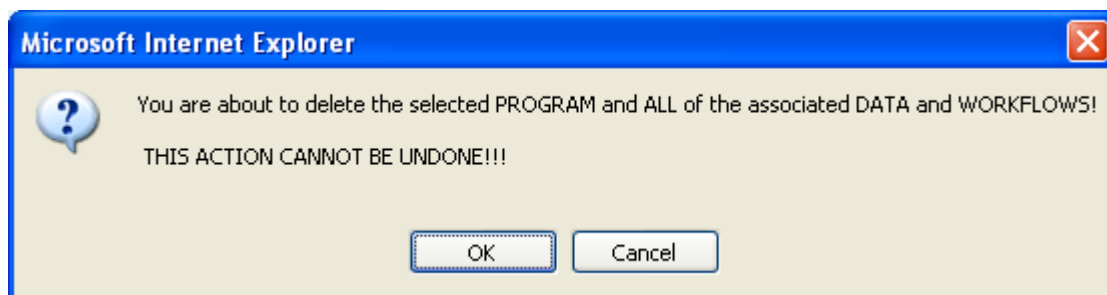 Microsoft Internet Explorer
You are about to delete the selected PROGRAM and ALL of the associated DATA and WORKFLOWS!
THIS ACTION CANNOT BE UNDONE!!!
OK
Cancel